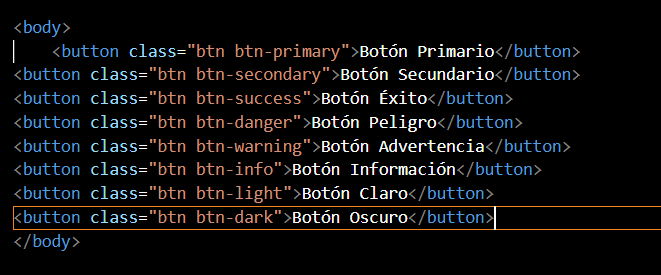 <body>
<button class="btn btn-primary">Botón Primario</button>
<button class="btn btn-secondary">Botón Secundario</button>
<button class="btn btn-success">Botón Éxito</button>
<button class="btn btn-danger">Botón Peligro</button>
<button class="btn btn-warning">Botón Advertencia</button>
<button class="btn btn-info">Botón Información</button>
<button class="btn btn-light">Botón Claro</button>
<button class="btn btn-dark">Botón Oscuro</button>
</body>